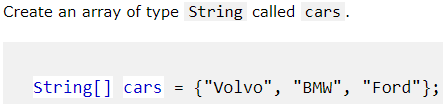 Create an array of type String called cars.
String[] cars = {"Volvo", "BMW", "Ford"};